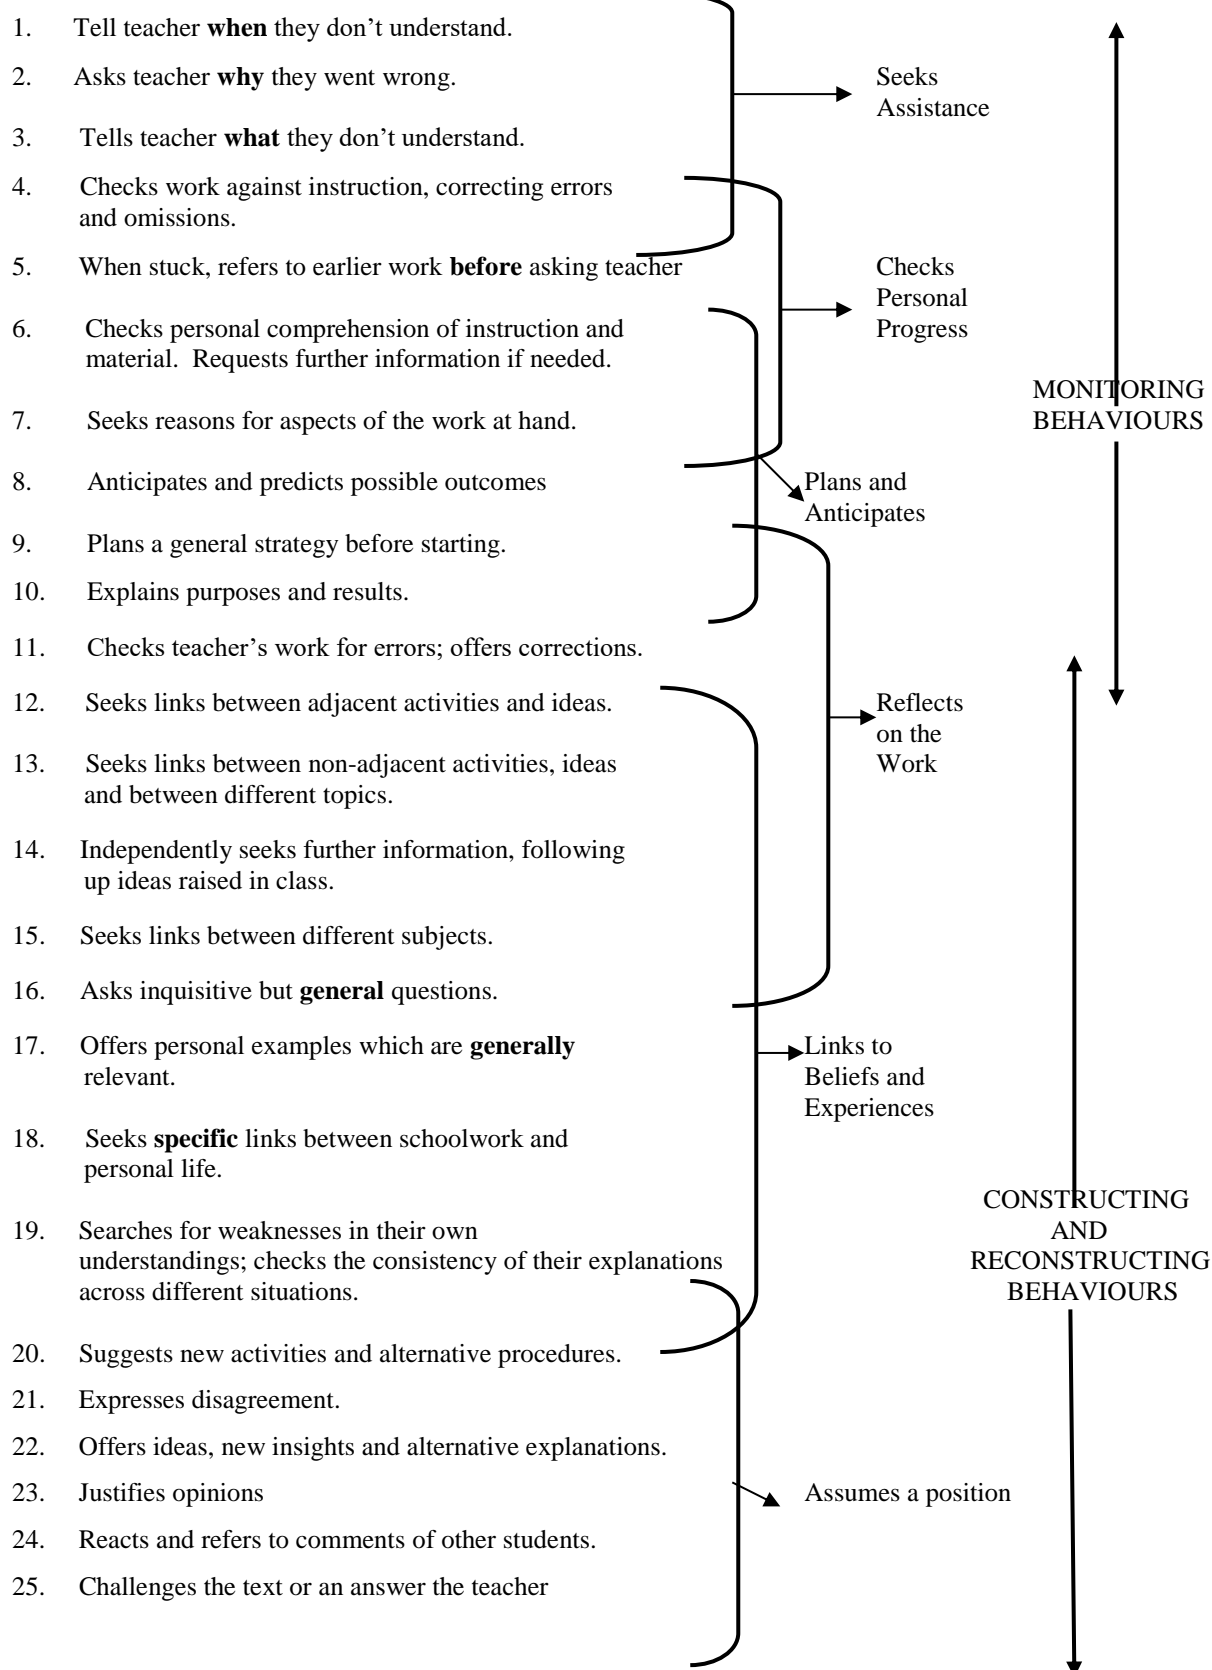 1. Tell teacher when they don’t understand.
2. Asks teacher why they went wrong.
Seeks
Assistance
3. Tells teacher what they don’t understand.
4. Checks work against instruction, correcting errors
and omissions.
5. When stuck, refers to earlier work before asking teacher
Checks
Personal
Progress
6. Checks personal comprehension of instruction and
material. Requests further information if needed.
MONITORING
BEHAVIOURS
7. Seeks reasons for aspects of the work at hand.
8. Anticipates and predicts possible outcomes
Plans and
Anticipates
9. Plans a general strategy before starting.
10. Explains purposes and results.
11. Checks teacher’s work for errors; offers corrections.
12. Seeks links between adjacent activities and ideas.
Reflects
on the
Work
13. Seeks links between non-adjacent activities, ideas
and between different topics.
14. Independently seeks further information, following
up ideas raised in class.
15. Seeks links between different subjects.
16. Asks inquisitive but general questions.
17. Offers personal examples which are generally
relevant.
Links to
Beliefs and
Experiences
18. Seeks specific links between schoolwork and
personal life.
CONSTRUCTING
AND
RECONSTRUCTING
BEHAVIOURS
19. Searches for weaknesses in their own
understandings; checks the consistency of their explanations
across different situations.
20. Suggests new activities and alternative procedures.
21. Expresses disagreement.
22. Offers ideas, new insights and alternative explanations.
23. Justifies opinions
Assumes a position
24. Reacts and refers to comments of other students.
25. Challenges the text or an answer the teacher